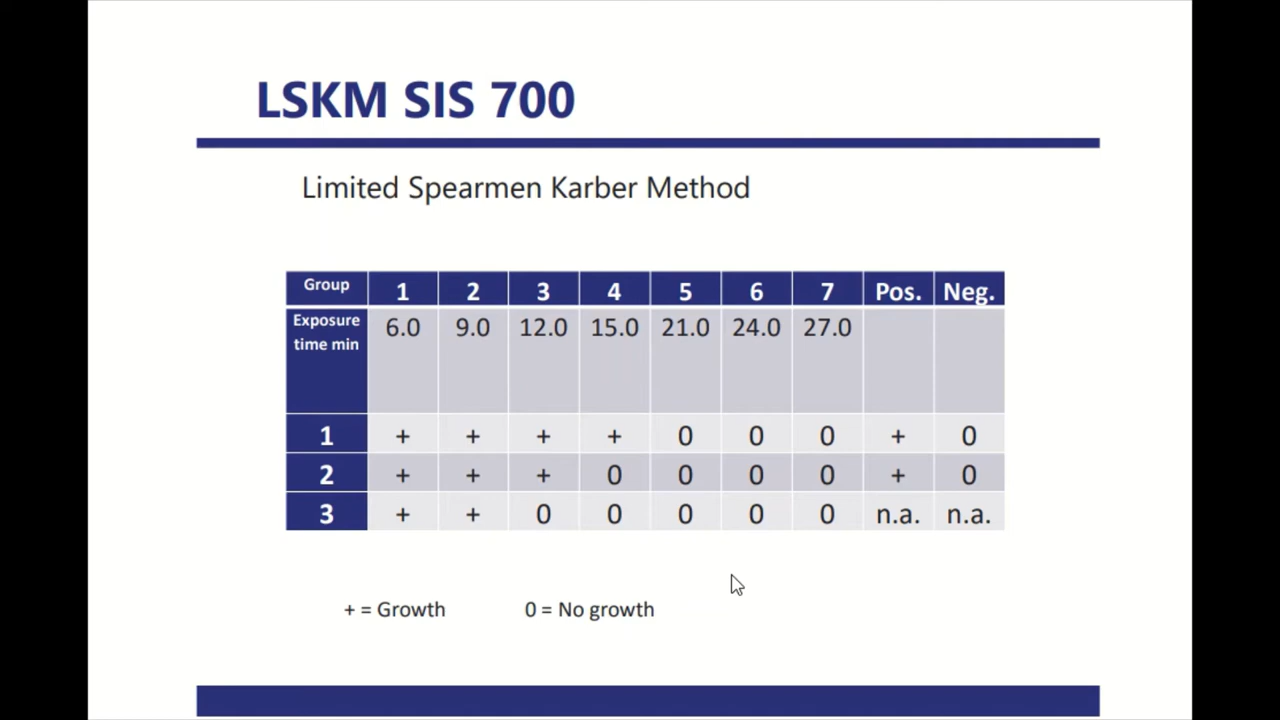 LSKM SIS 700
Limited Spearmen Karber Method
Group 1 2 3 4 5 6 7 Pos. Neg.
Exposure 6.0 9.0 12.0 15.0 21.0 24.0 27.0
time min
1 + + + + 0 0 0 + 0
2 + + + 0 0 0 0 + 0
3 + + 0 0 0 0 0 n.a. n.a.
+ = Growth 0 = No growth